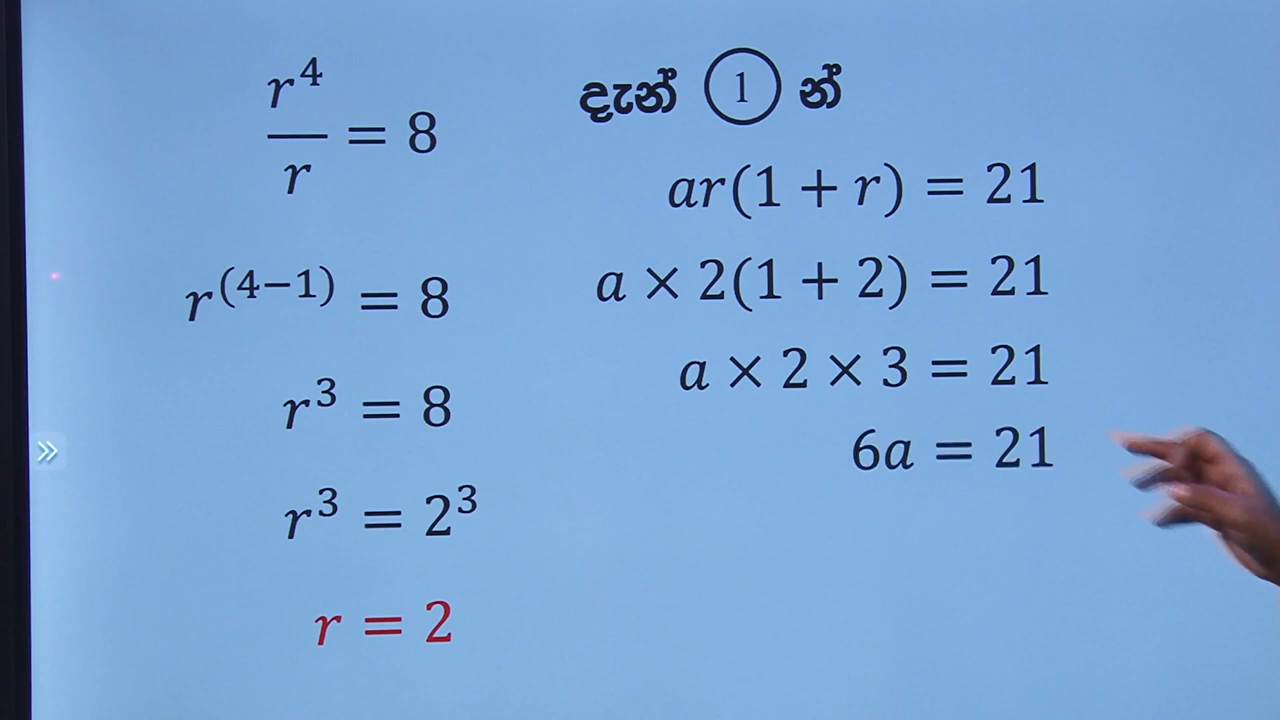 r⁴/r = 8
r⁽⁴⁻¹⁾ = 8
r³ = 8
r³ = 2³
r = 2
දැන් ① න්
ar(1 + r) = 21
a × 2(1 + 2) = 21
a × 2 × 3 = 21
6a = 21